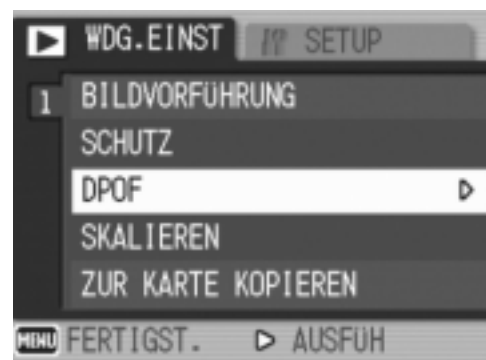 WDG.EINST SETUP
1 BILDVORFÜHRUNG
SCHUTZ
DPOF
SKALIEREN
ZUR KARTE KOPIEREN
MENU FERTIGST. AUSFÜH